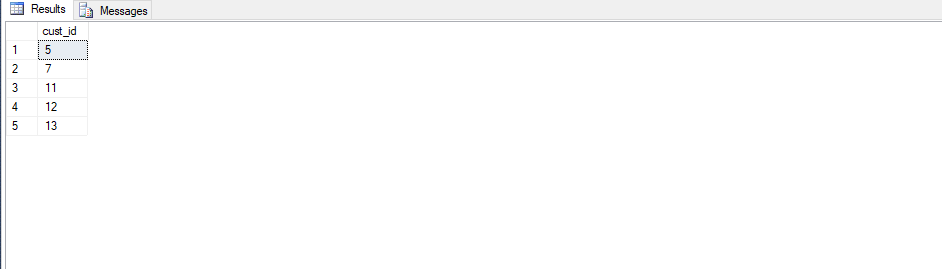 Results Messages
cust_id
1 5
2 7
3 11
4 12
5 13